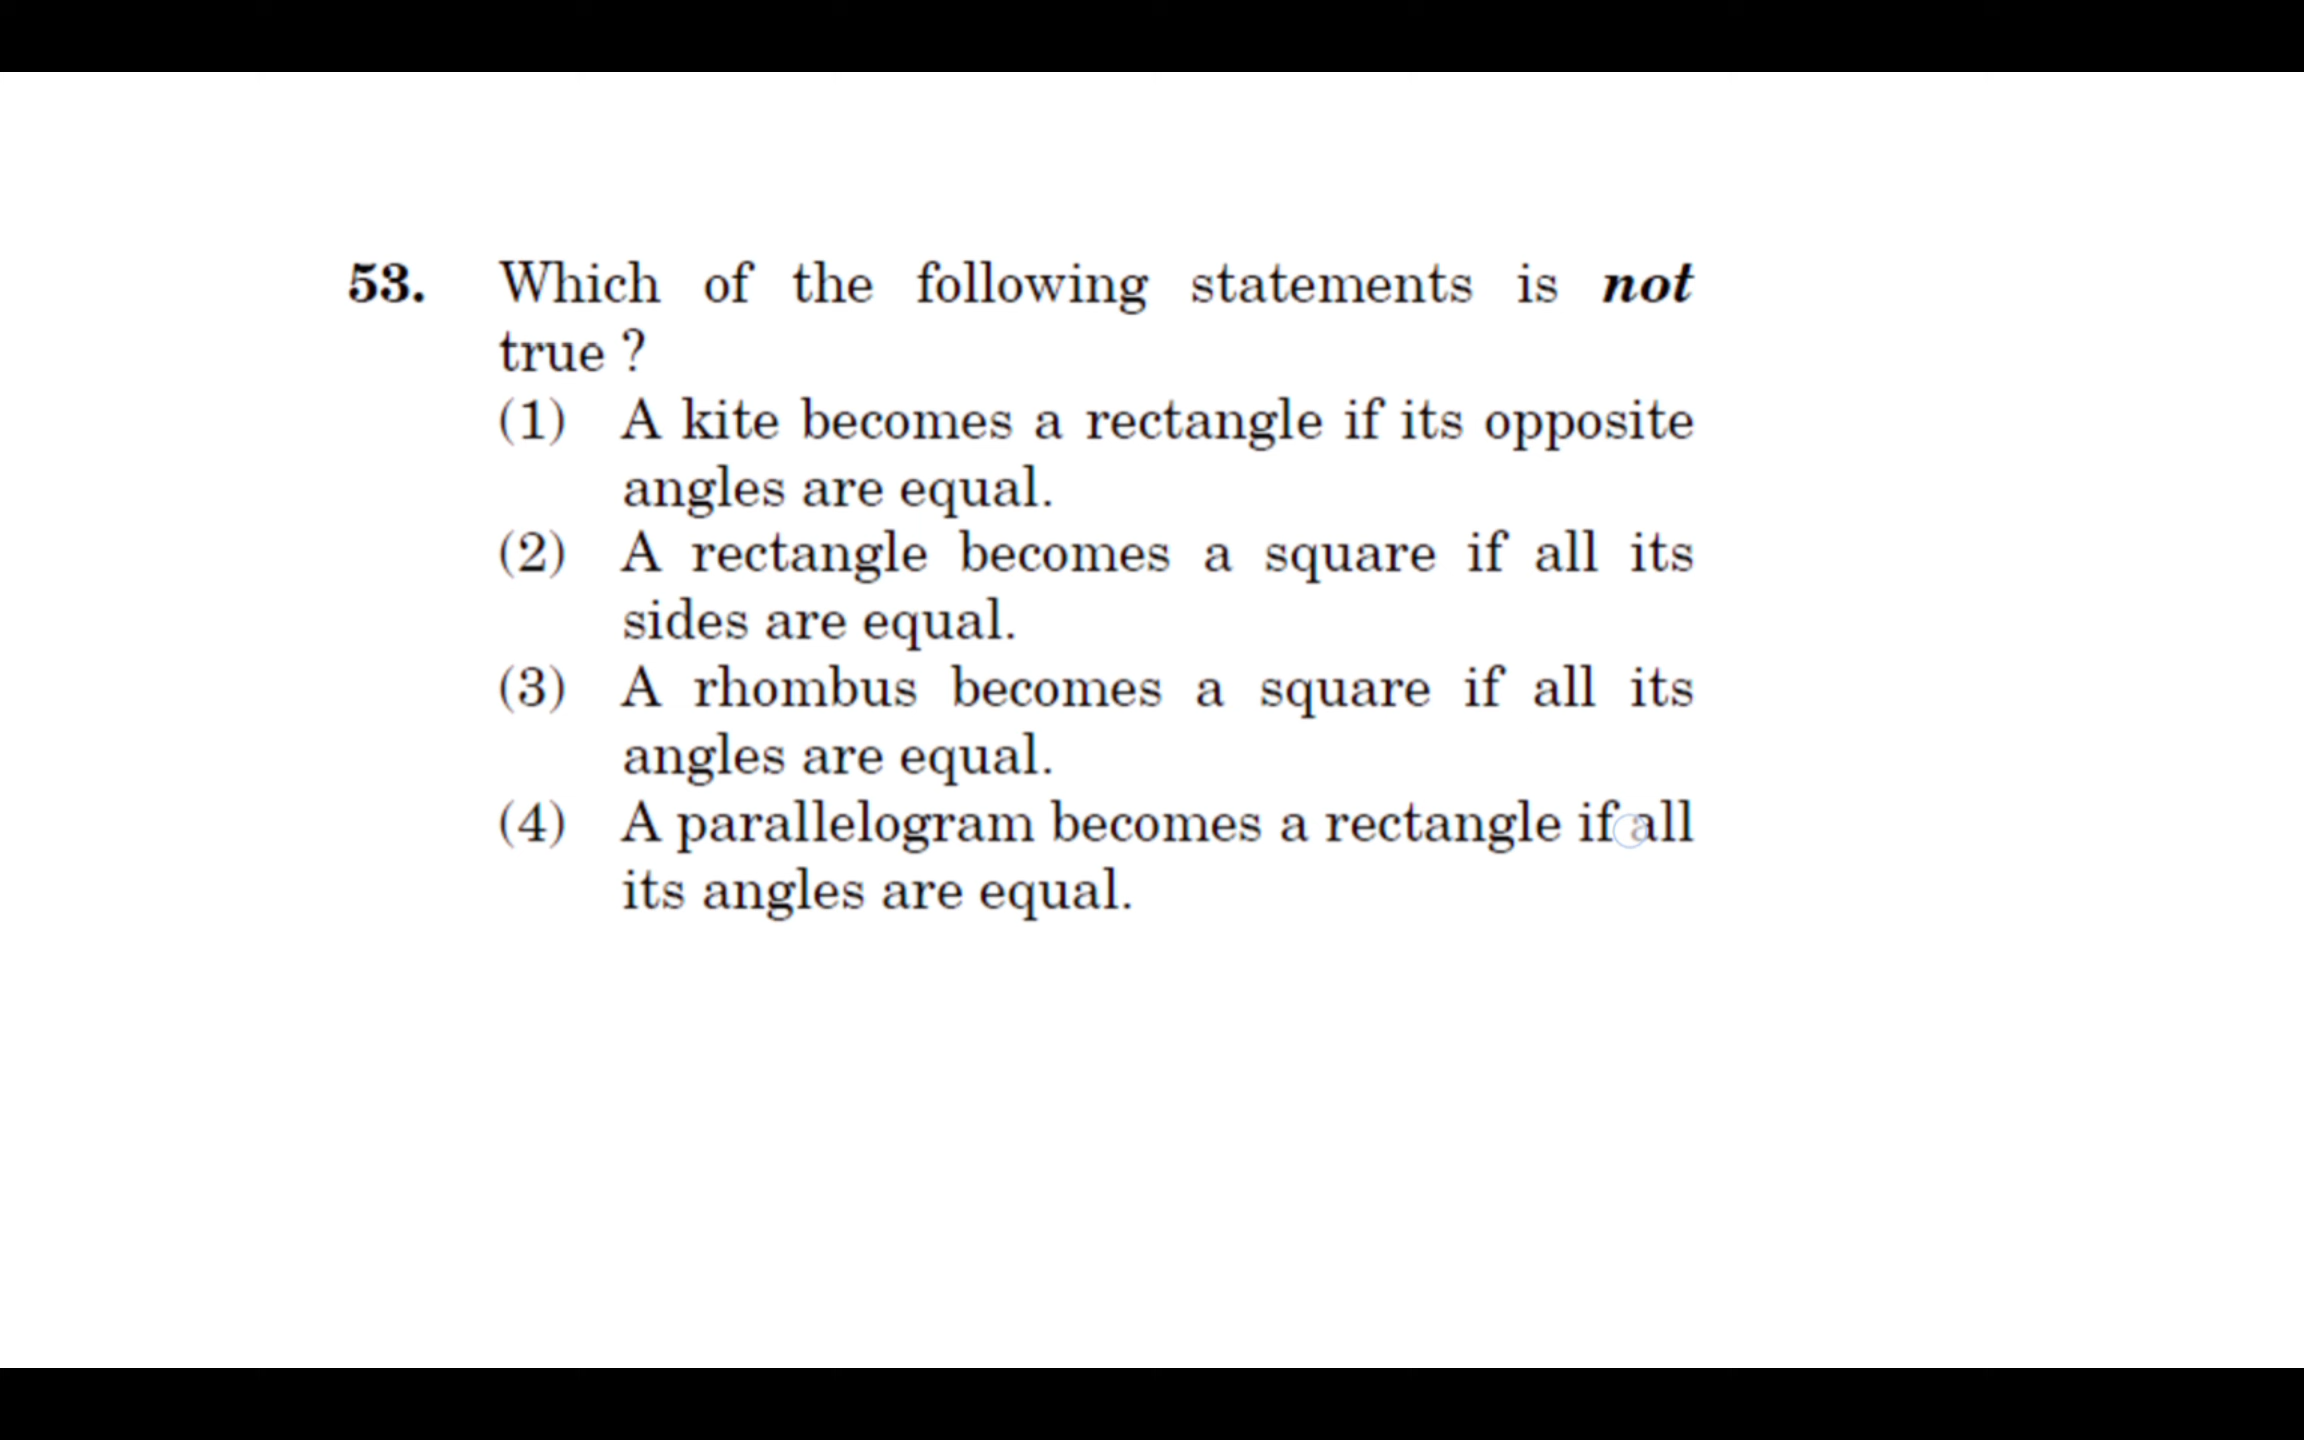 53. Which of the following statements is not
true ?
(1) A kite becomes a rectangle if its opposite
angles are equal.
(2) A rectangle becomes a square if all its
sides are equal.
(3) A rhombus becomes a square if all its
angles are equal.
(4) A parallelogram becomes a rectangle if all
its angles are equal.